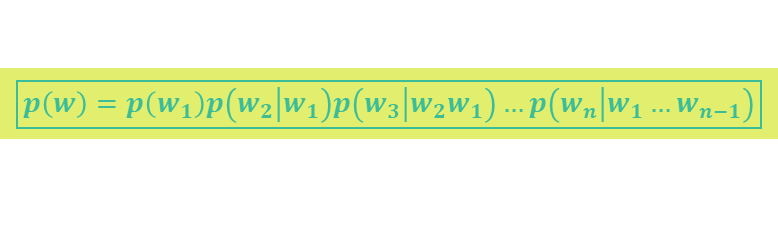 p(w) = p(w₁)p(w₂|w₁)p(w₃|w₂w₁) … p(wₙ|w₁ … wₙ₋₁)